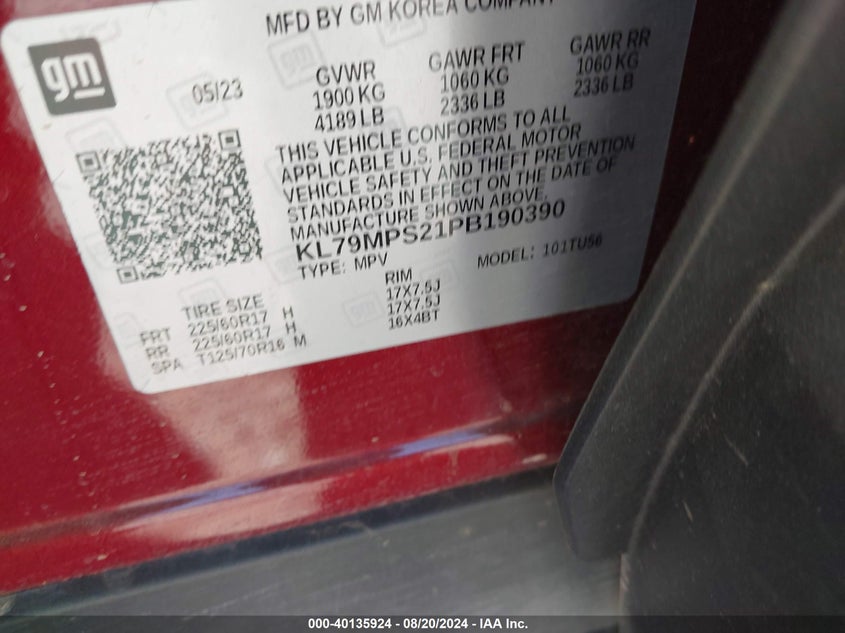 MFD BY GM KOREA COMPANY
gm
05/23
GVWR
1900 KG
4189 LB
GAWR FRT
1060 KG
2336 LB
GAWR RR
1060 KG
2336 LB
THIS VEHICLE CONFORMS TO ALL
APPLICABLE U.S. FEDERAL MOTOR
VEHICLE SAFETY AND THEFT PREVENTION
STANDARDS IN EFFECT ON THE DATE OF
MANUFACTURE SHOWN ABOVE.
KL79MPS21PB190390
TYPE: MPV
MODEL: 101TU56
TIRE SIZE
RIM
FRT 225/60R17 H 17X7.5J
RR 225/60R17 H 17X7.5J
SPA T125/70R16 M 16X4BT
000-40135924 - 08/20/2024 - IAA Inc.